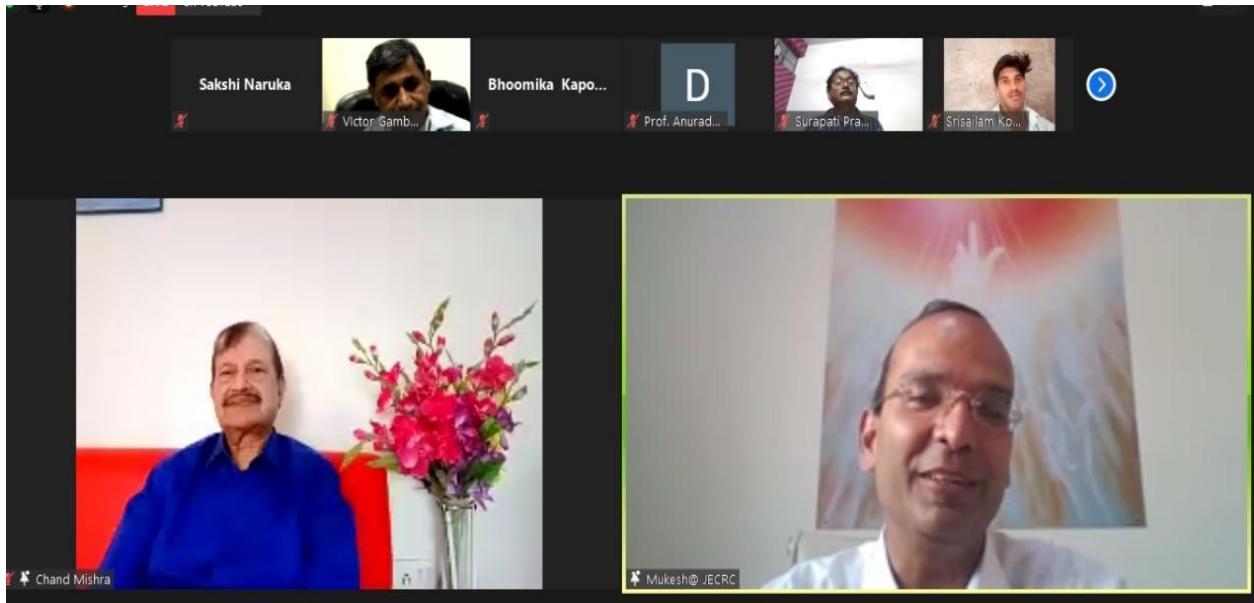 Sakshi Naruka
Victor Gamb...
Bhoomika Kapo...
D
Prof. Anurad...
Surapati Pra...
Srisailam Ko...
Chand Mishra
Mukesh@ JECRC